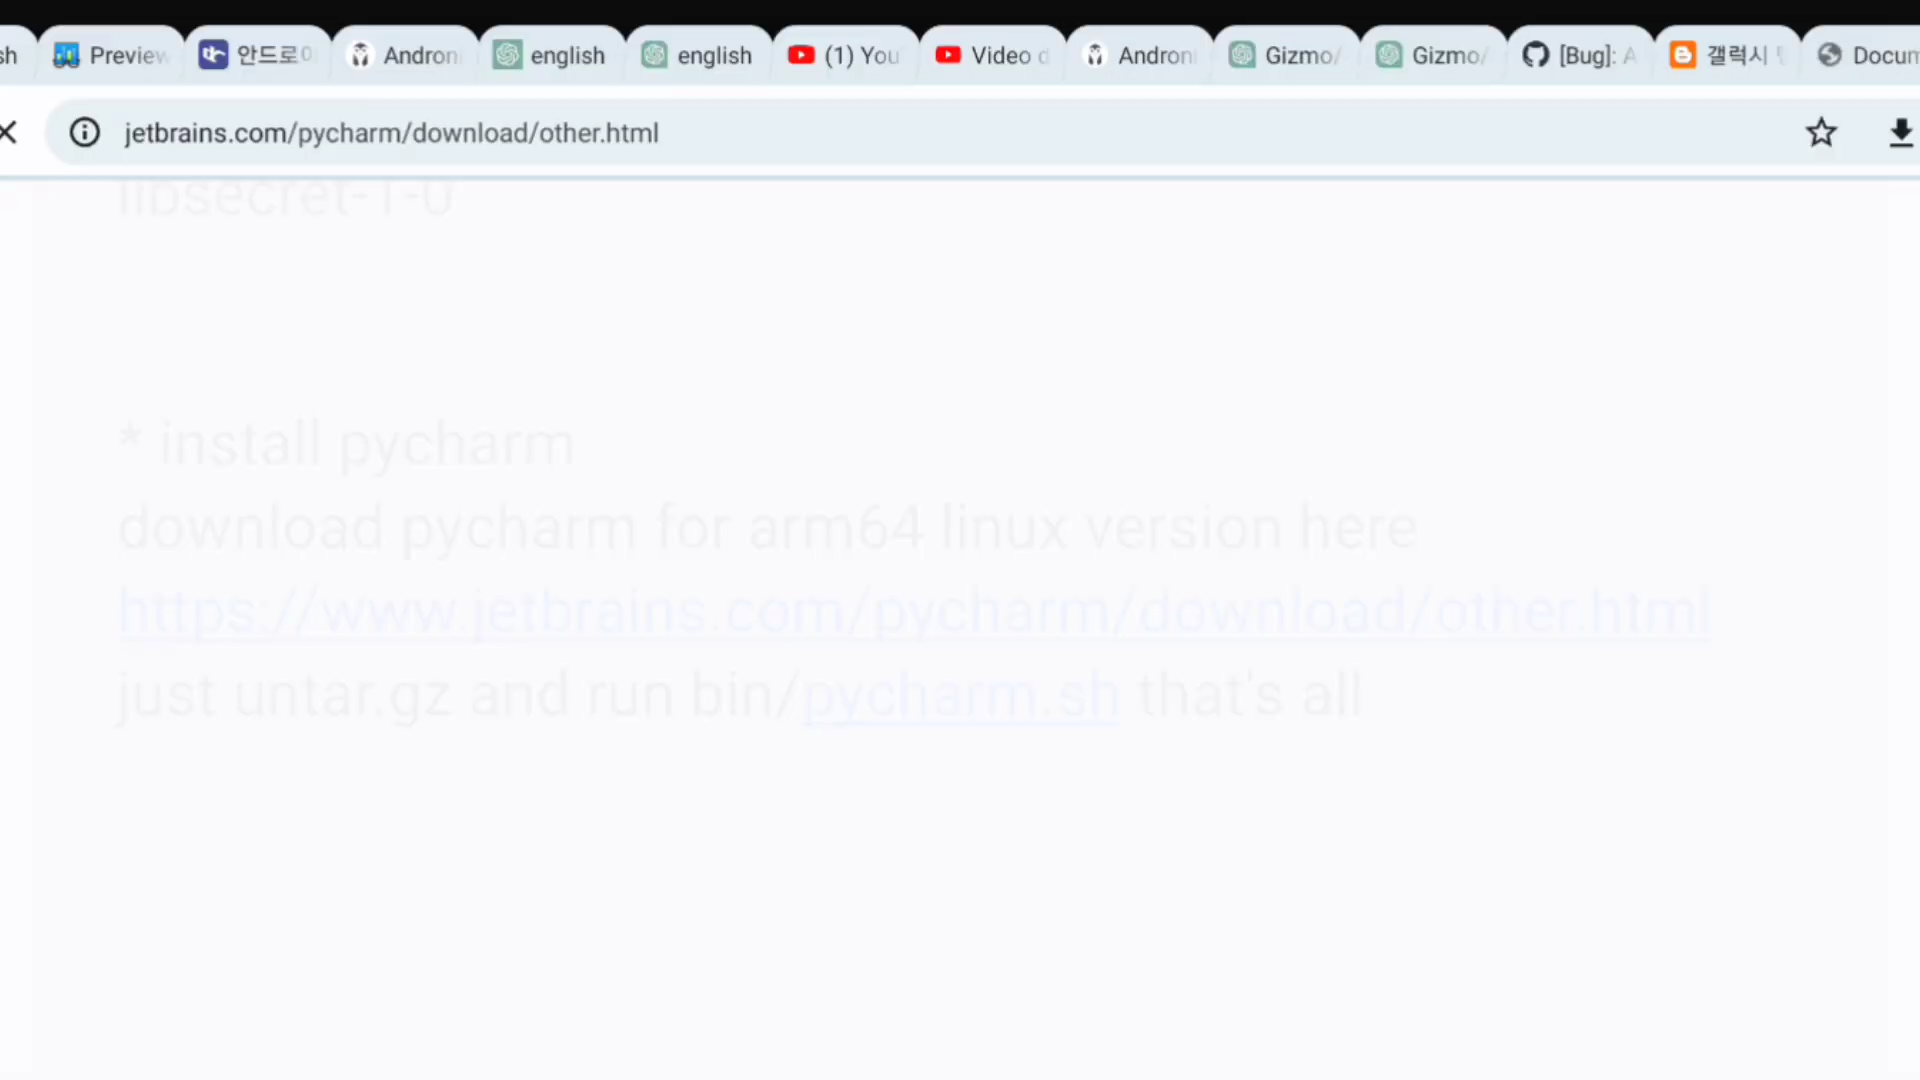 sh Preview 안드로이 Androni english english (1) You Video d Androni Gizmo/ Gizmo/ [Bug]: A 갤럭시 Docum
jetbrains.com/pycharm/download/other.html
libsecret-1-0
* install pycharm
download pycharm for arm64 linux version here
https://www.jetbrains.com/pycharm/download/other.html
just untar.gz and run bin/pycharm.sh that's all